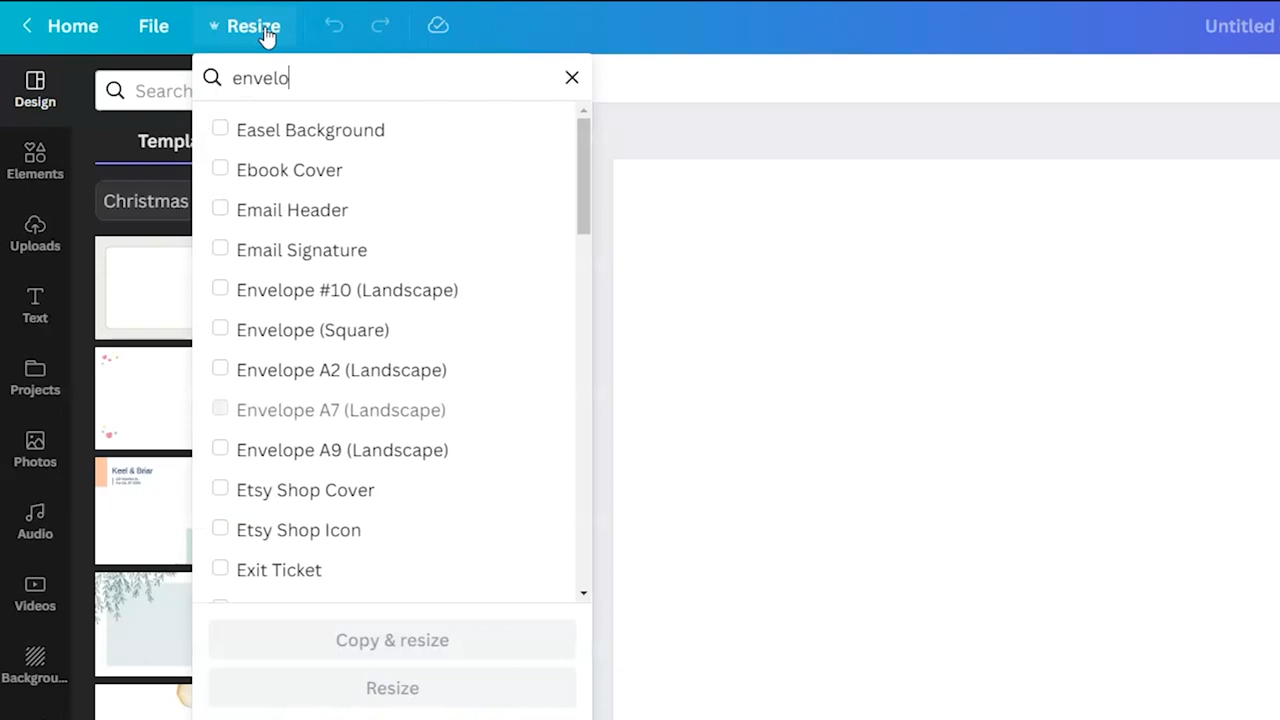 Home File Resize Untitled
envelo
Design
Search
Templa
Elements
Christmas
Uploads
Text
Projects
Photos
Keel & Briar
Audio
Videos
Backgrou...
Easel Background
Ebook Cover
Email Header
Email Signature
Envelope #10 (Landscape)
Envelope (Square)
Envelope A2 (Landscape)
Envelope A7 (Landscape)
Envelope A9 (Landscape)
Etsy Shop Cover
Etsy Shop Icon
Exit Ticket
Copy & resize
Resize